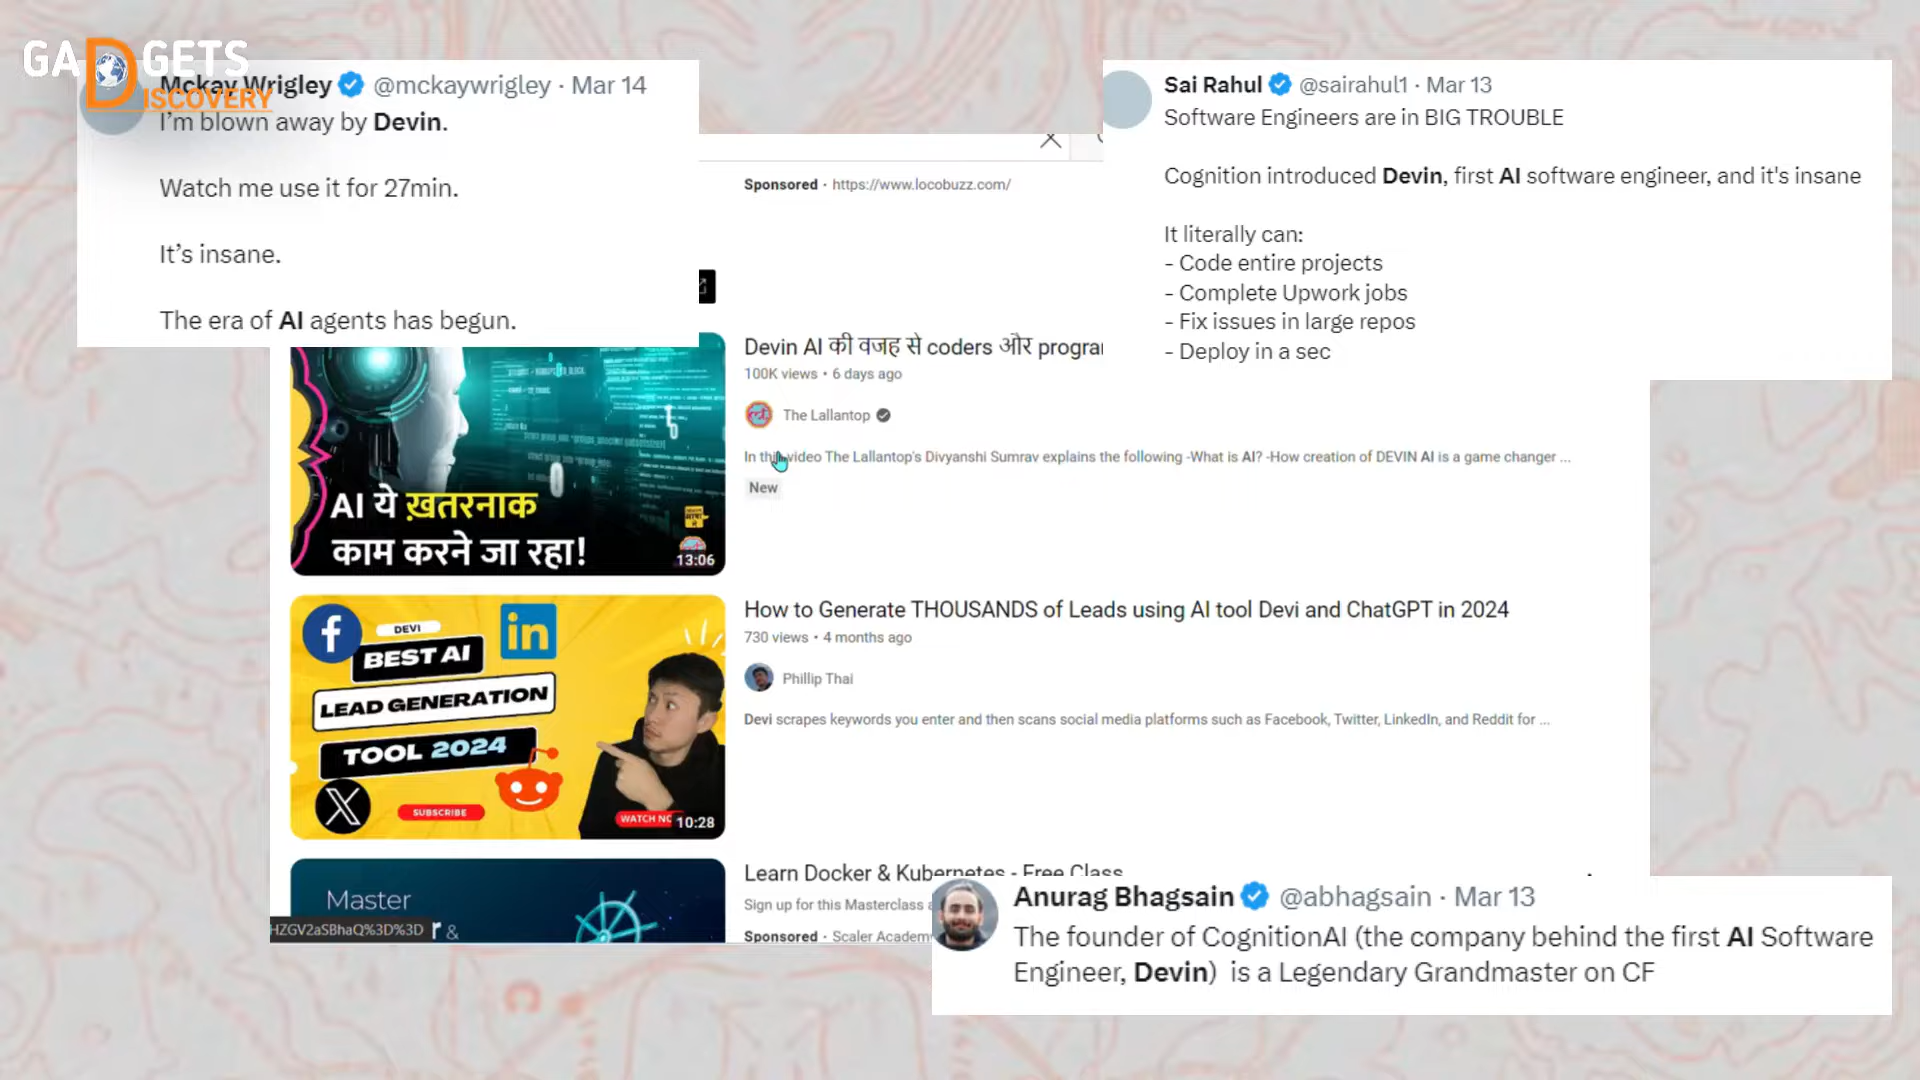 GADGETS
DISCOVERY
Mckay Wrigley @mckaywrigley · Mar 14
I'm blown away by Devin.
Watch me use it for 27min.
It's insane.
The era of AI agents has begun.
Sai Rahul @sairahul1 · Mar 13
Software Engineers are in BIG TROUBLE
Cognition introduced Devin, first AI software engineer, and it's insane
It literally can:
- Code entire projects
- Complete Upwork jobs
- Fix issues in large repos
- Deploy in a sec
Sponsored · https://www.locobuzz.com/
AI ये ख़तरनाक
काम करने जा रहा!
13:06
Devin AI की वजह से coders और
100K views • 6 days ago
The Lallantop
In this video The Lallantop's Divyanshi Sumrav explains the following -What is AI? -How creation of DEVIN AI is a game changer ...
New
DEVI
BEST AI
LEAD GENERATION
TOOL 2024
SUBSCRIBE
WATCH
10:28
How to Generate THOUSANDS of Leads using AI tool Devi and ChatGPT in 2024
730 views • 4 months ago
Phillip Thai
Devi scrapes keywords you enter and then scans social media platforms such as Facebook, Twitter, LinkedIn, and Reddit for ...
Master
r &
HZGV2aSBhaQ%3D%3D
Learn Docker & Kubernetes - Free Class
Sign up for this Masterclass
Sponsored · Scaler
Anurag Bhagsain @abhagsain · Mar 13
The founder of CognitionAI (the company behind the first AI Software
Engineer, Devin) is a Legendary Grandmaster on CF